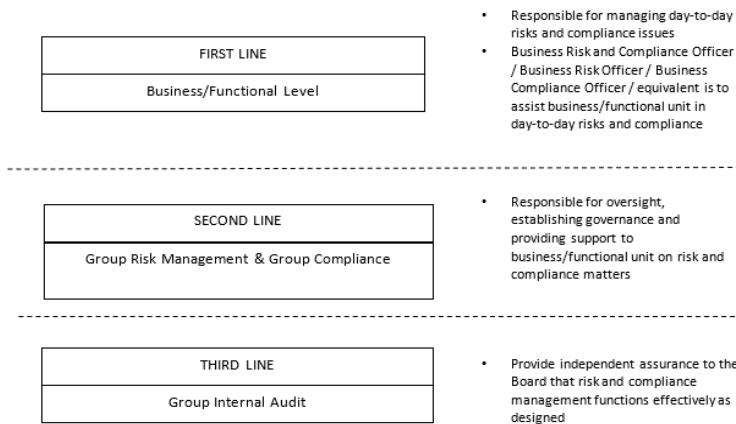 FIRST LINE
Business/Functional Level
• Responsible for managing day-to-day
risks and compliance issues
• Business Risk and Compliance Officer
/ Business Risk Officer / Business
Compliance Officer / equivalent is to
assist business/functional unit in
day-to-day risks and compliance
SECOND LINE
Group Risk Management & Group Compliance
• Responsible for oversight,
establishing governance and
providing support to
business/functional unit on risk and
compliance matters
THIRD LINE
Group Internal Audit
• Provide independent assurance to the
Board that risk and compliance
management functions effectively as
designed